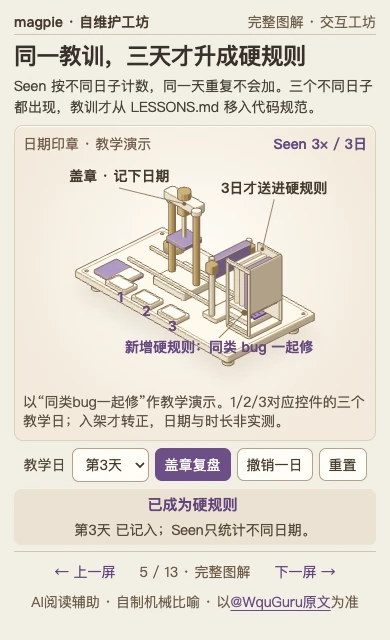 magpie · 自维护工坊
完整图解 · 交互工坊
同一教训，三天才升成硬规则
Seen 按不同日子计数，同一天重复不会加。三个不同日子
都出现，教训才从 LESSONS.md 移入代码规范。
日期印章 · 教学演示
Seen 3× / 3日
盖章 · 记下日期
3日才送进硬规则
1
2
3
新增硬规则：同类 bug 一起修
以“同类bug一起修”作教学演示。1/2/3对应控件的三个
教学日；入架才转正，日期与时长非实测。
教学日
第3天
盖章复盘
撤销一日
重置
已成为硬规则
第3天 已记入；Seen只统计不同日期。
← 上一屏
5 / 13 · 完整图解
下一屏 →
AI阅读辅助 · 自制机械比喻 · 以@WquGuru原文为准